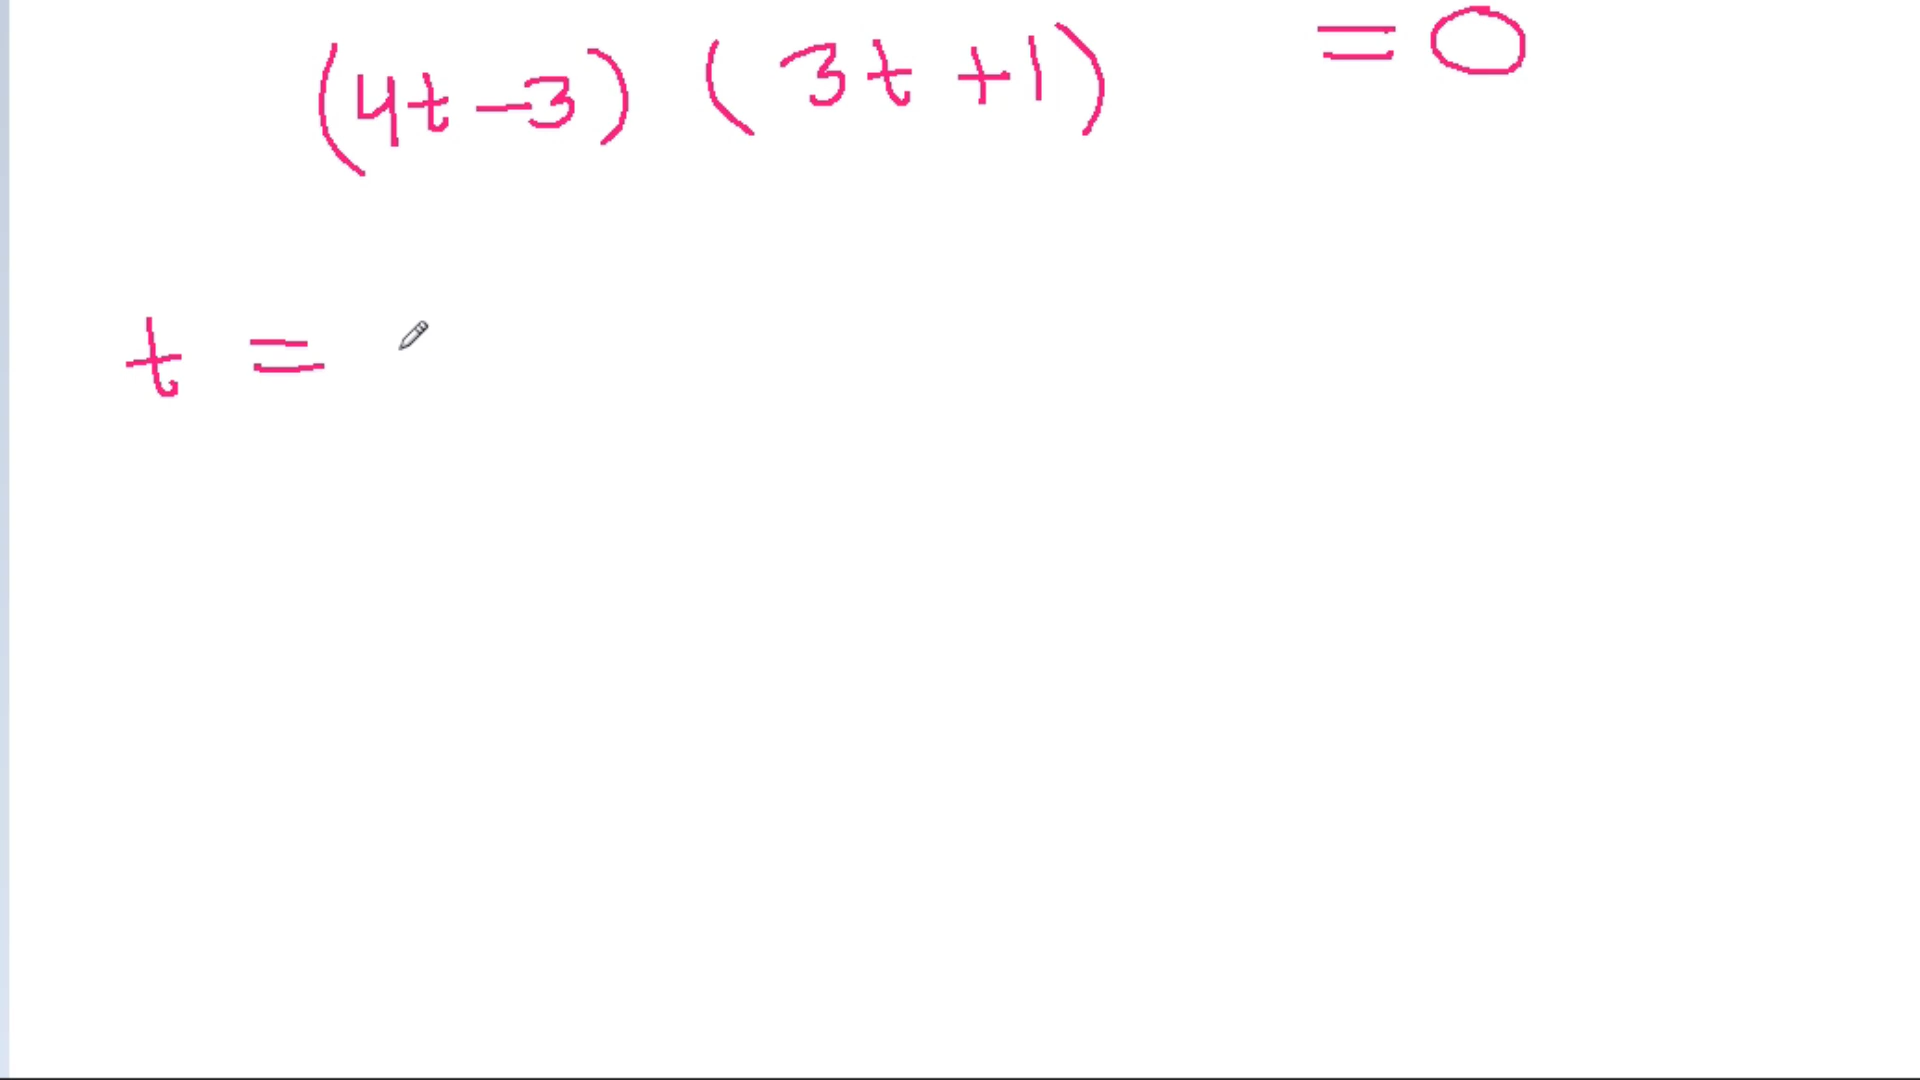 (4t-3) (3t+1) =0
t =